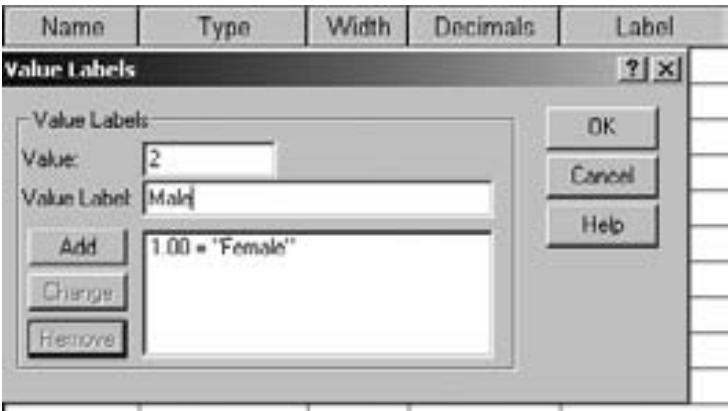 Name Type Width Decimals Label
Value Labels ? ×
Value Labels
Value: 2
Value Label: Male
OK
Cancel
Help
Add
Change
Remove
1.00 = "Female"